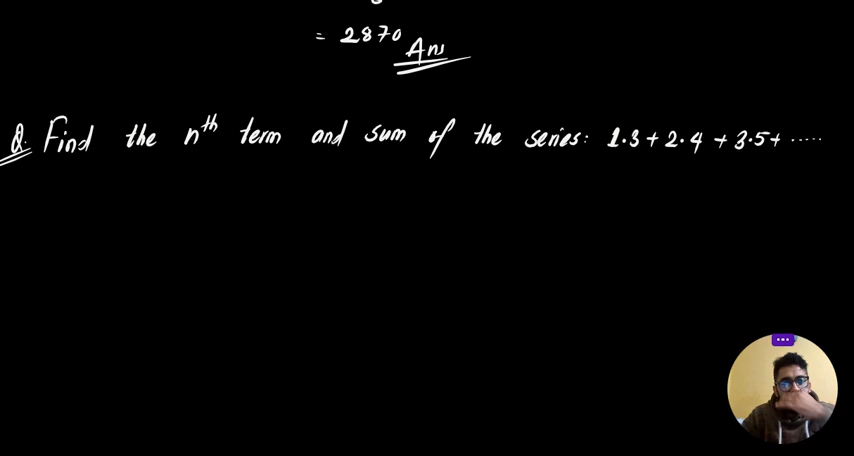 = 2870 Ans
Q. Find the nth term and sum of the series: 1.3 + 2.4 + 3.5 + .....